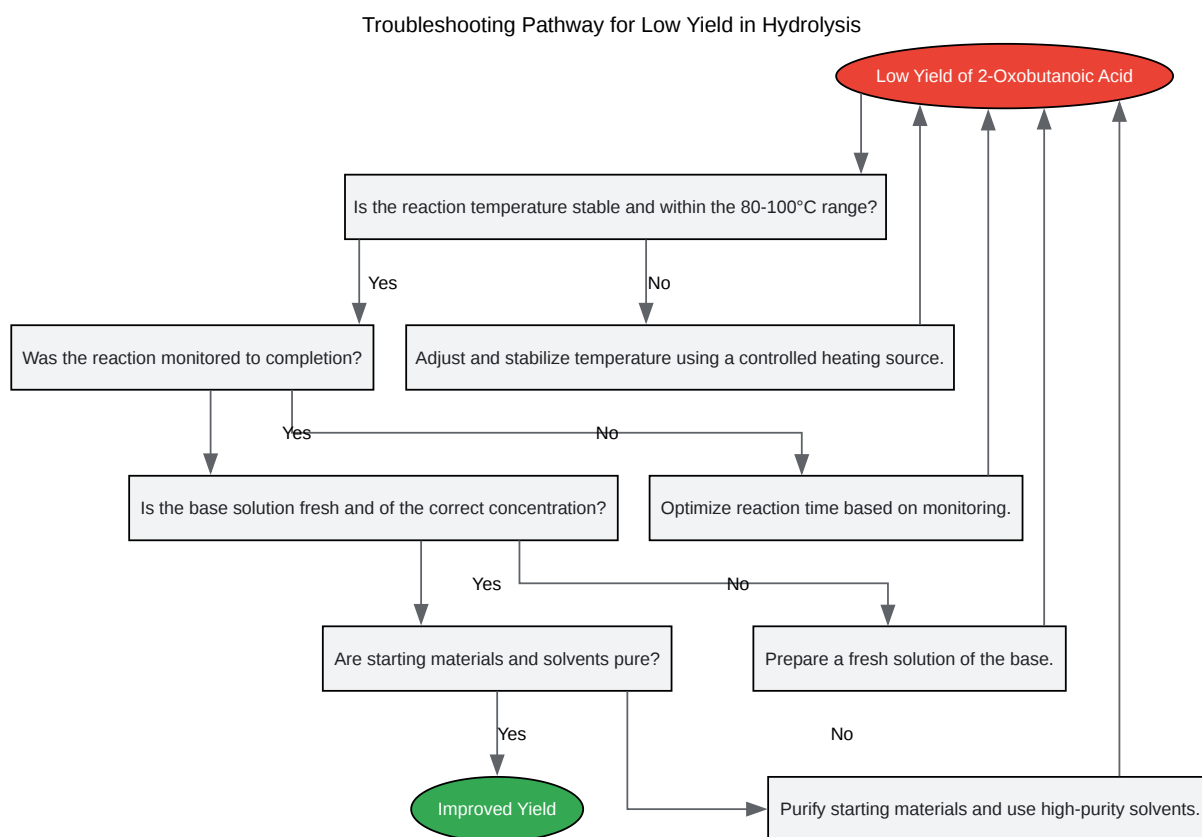 Troubleshooting Pathway for Low Yield in Hydrolysis
Low Yield of 2-Oxobutanoic Acid
Is the reaction temperature stable and within the 80-100°C range?
Yes
No
Was the reaction monitored to completion?
Adjust and stabilize temperature using a controlled heating source.
Yes
No
Is the base solution fresh and of the correct concentration?
Optimize reaction time based on monitoring.
Yes
No
Are starting materials and solvents pure?
Prepare a fresh solution of the base.
Yes
No
Improved Yield
Purify starting materials and use high-purity solvents.